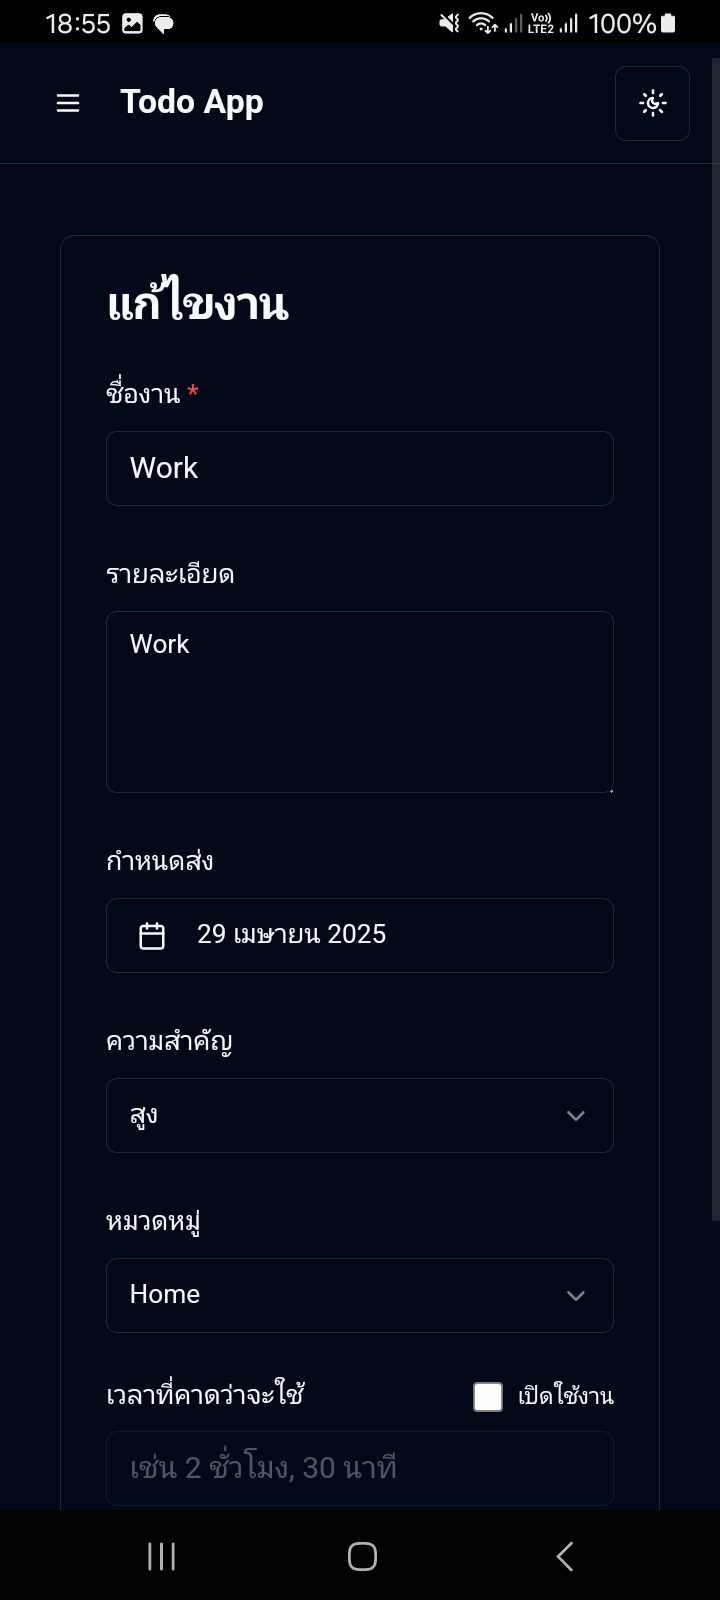 18:55
Vo)) LTE2 100%
Todo App
แก้ไขงาน
ชื่องาน *
Work
รายละเอียด
Work
กำหนดส่ง
29 เมษายน 2025
ความสำคัญ
สูง
หมวดหมู่
Home
เวลาที่คาดว่าจะใช้ เปิดใช้งาน
เช่น 2 ชั่วโมง, 30 นาที